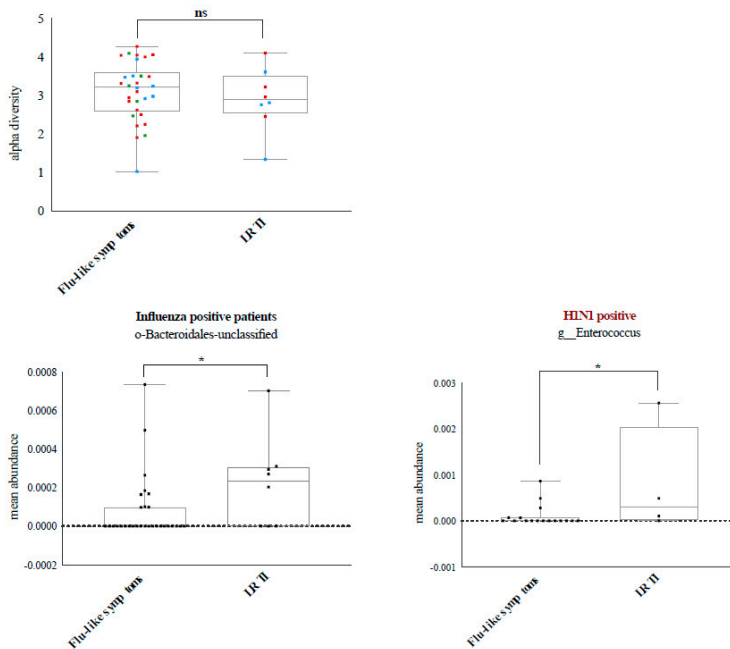 ns
5
4
3
2
1
0
alpha diversity
Flu-like symptoms
LRTI
Influenza positive patients
o-Bacteroidales-unclassified
*
0.0008
0.0006
0.0004
0.0002
0.0000
-0.0002
mean abundance
Flu-like symptoms
LRTI
H1N1 positive
g__Enterococcus
*
0.003
0.002
0.001
0.000
-0.001
mean abundance
Flu-like symptoms
LRTI